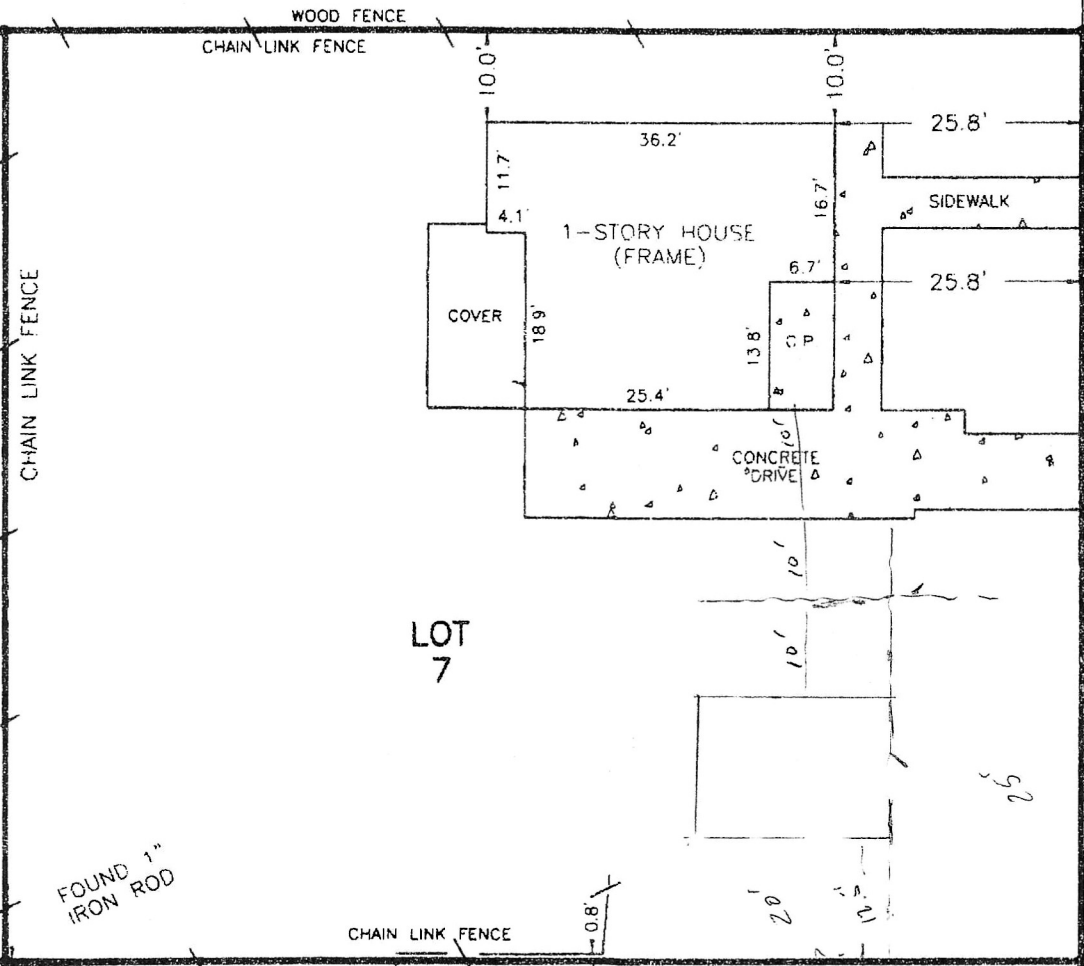 WOOD FENCE
CHAIN LINK FENCE
10.0'
10.0'
36.2'
25.8'
11.7'
4.1'
16.7'
SIDEWALK
1-STORY HOUSE
(FRAME)
6.7'
25.8'
CHAIN LINK FENCE
COVER
18.9'
13.8'
25.4'
10'
CONCRETE
DRIVE
10'
10'
LOT
7
25'
FOUND 1"
IRON ROD
CHAIN LINK FENCE
0.8'
20'